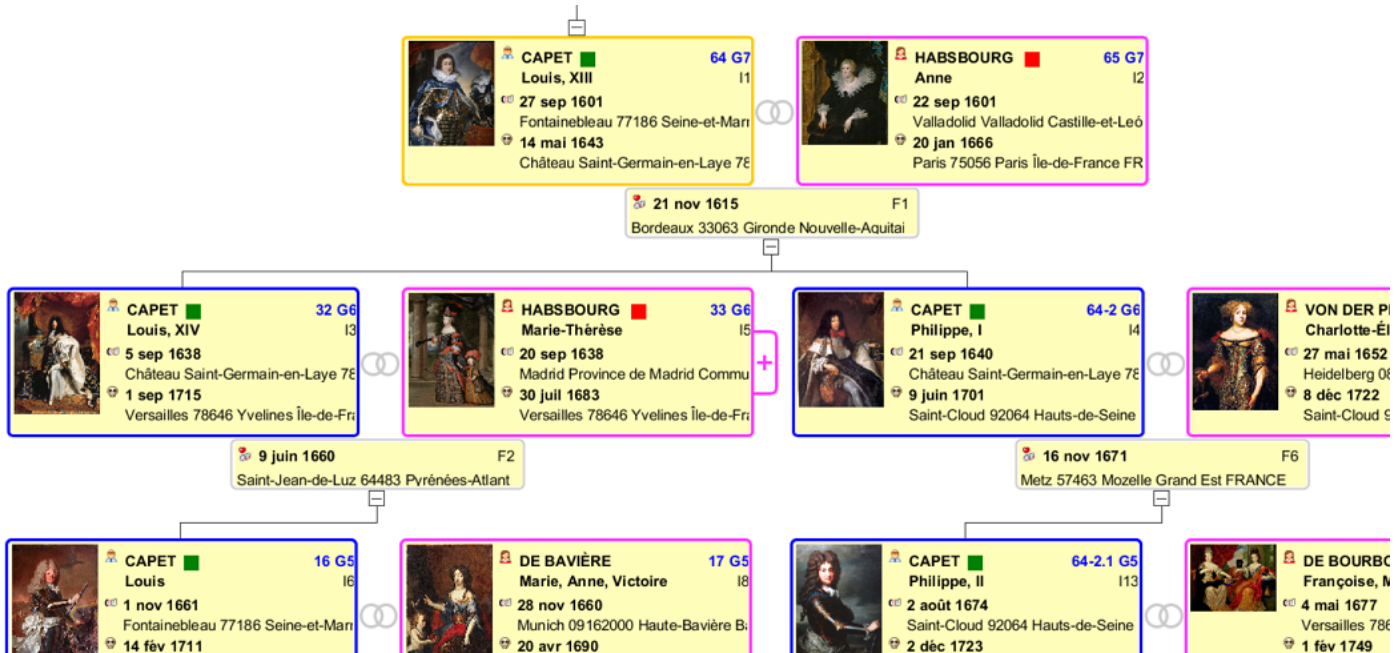 CAPET 64 G7
Louis, XIII I1
27 sep 1601
Fontainebleau 77186 Seine-et-Marn
14 mai 1643
Château Saint-Germain-en-Laye 78
HABSBOURG 65 G7
Anne I2
22 sep 1601
Valladolid Valladolid Castille-et-Leó
20 jan 1666
Paris 75056 Paris Île-de-France FR
21 nov 1615 F1
Bordeaux 33063 Gironde Nouvelle-Aquitai
CAPET 32 G6
Louis, XIV I3
5 sep 1638
Château Saint-Germain-en-Laye 78
1 sep 1715
Versailles 78646 Yvelines Île-de-Fra
HABSBOURG 33 G6
Marie-Thérèse I5
20 sep 1638
Madrid Province de Madrid Commu
30 juil 1683
Versailles 78646 Yvelines Île-de-Fra
+
CAPET 64-2 G6
Philippe, I I4
21 sep 1640
Château Saint-Germain-en-Laye 78
9 juin 1701
Saint-Cloud 92064 Hauts-de-Seine
VON DER P
Charlotte-Él
27 mai 1652
Heidelberg 08
8 déc 1722
Saint-Cloud 9
9 juin 1660 F2
Saint-Jean-de-Luz 64483 Pyrénées-Atlant
16 nov 1671 F6
Metz 57463 Mozelle Grand Est FRANCE
CAPET 16 G5
Louis I6
1 nov 1661
Fontainebleau 77186 Seine-et-Marn
14 fév 1711
DE BAVIÈRE 17 G5
Marie, Anne, Victoire I8
28 nov 1660
Munich 09162000 Haute-Bavière Ba
20 avr 1690
CAPET 64-2.1 G5
Philippe, II I13
2 août 1674
Saint-Cloud 92064 Hauts-de-Seine
2 déc 1723
DE BOURBO
Françoise, M
4 mai 1677
Versailles 786
1 fév 1749